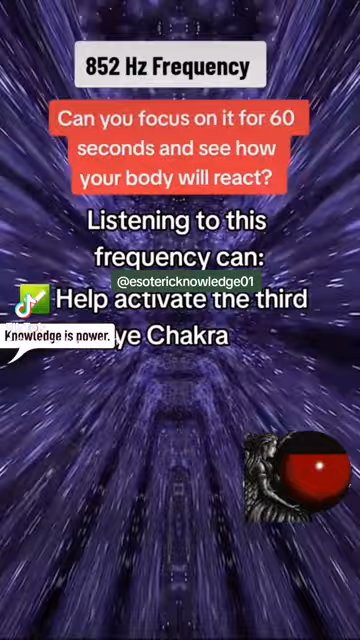 852 Hz Frequency
Can you focus on it for 60
seconds and see how
your body will react?
Listening to this
frequency can:
@esotericknowledge01
Help activate the third
Knowledge is power.
ye Chakra